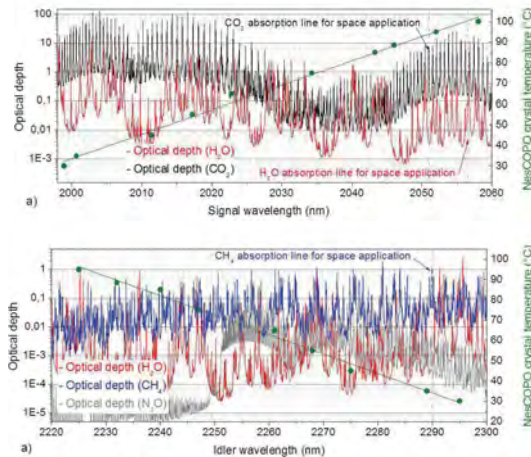 CO₂ absorption line for space application
100
10
1
0,1
0,01
1E-3
100
90
80
70
60
50
40
30
Optical depth
NesCOPO crystal temperature (°C)
- Optical depth (H₂O)
- Optical depth (CO₂)
H₂O absorption line for space application
2000
2010
2020
2030
2040
2050
2060
a)
Signal wavelength (nm)
CH₄ absorption line for space application
1
0,1
0,01
1E-3
1E-4
1E-5
100
90
80
70
60
50
40
30
20
Optical depth
NesCOPO crystal temperature (°C)
- Optical depth (H₂O)
- Optical depth (CH₄)
- Optical depth (N₂O)
2220
2230
2240
2250
2260
2270
2280
2290
2300
a)
Idler wavelength (nm)